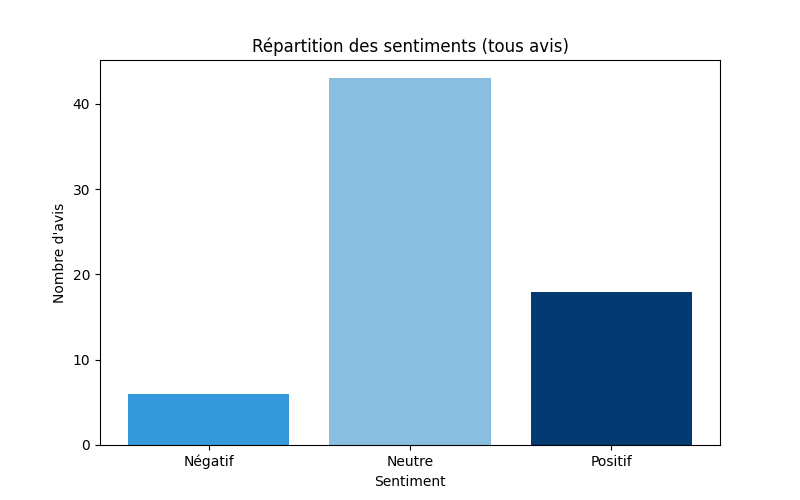 Répartition des sentiments (tous avis)
Nombre d'avis
40
30
20
10
0
Négatif
Neutre
Positif
Sentiment